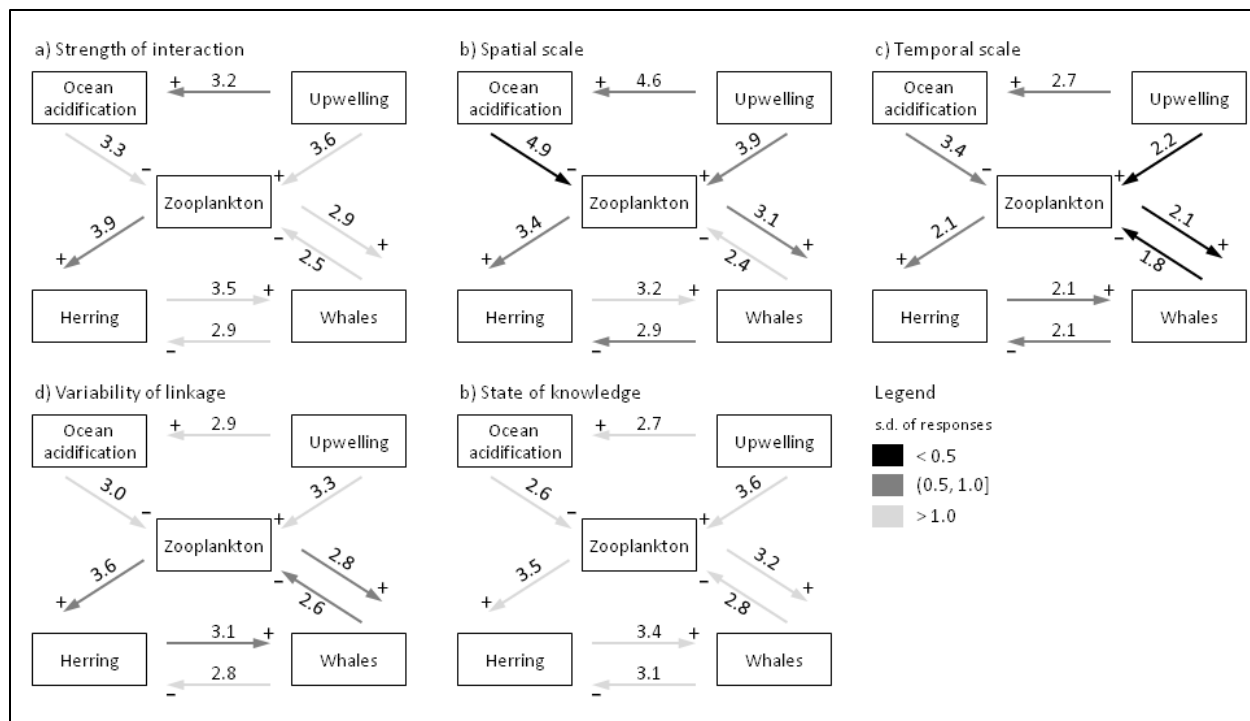 a) Strength of interaction
Ocean
acidification
+
3.2
Upwelling
3.3
–
3.6
+
Zooplankton
3.9
+
2.9
+
–
2.5
Herring
3.5
+
2.9
–
Whales
b) Spatial scale
Ocean
acidification
+
4.6
Upwelling
4.9
–
3.9
+
Zooplankton
3.4
+
3.1
+
–
2.4
Herring
3.2
+
2.9
–
Whales
c) Temporal scale
Ocean
acidification
+
2.7
Upwelling
3.4
–
2.2
+
Zooplankton
2.1
+
2.1
+
–
1.8
Herring
2.1
+
2.1
–
Whales
d) Variability of linkage
Ocean
acidification
+
2.9
Upwelling
3.0
–
3.3
+
Zooplankton
3.6
+
2.8
+
–
2.6
Herring
3.1
+
2.8
–
Whales
b) State of knowledge
Ocean
acidification
+
2.7
Upwelling
2.6
–
3.6
+
Zooplankton
3.5
+
3.2
+
–
2.8
Herring
3.4
+
3.1
–
Whales
Legend
s.d. of responses
< 0.5
(0.5, 1.0]
> 1.0